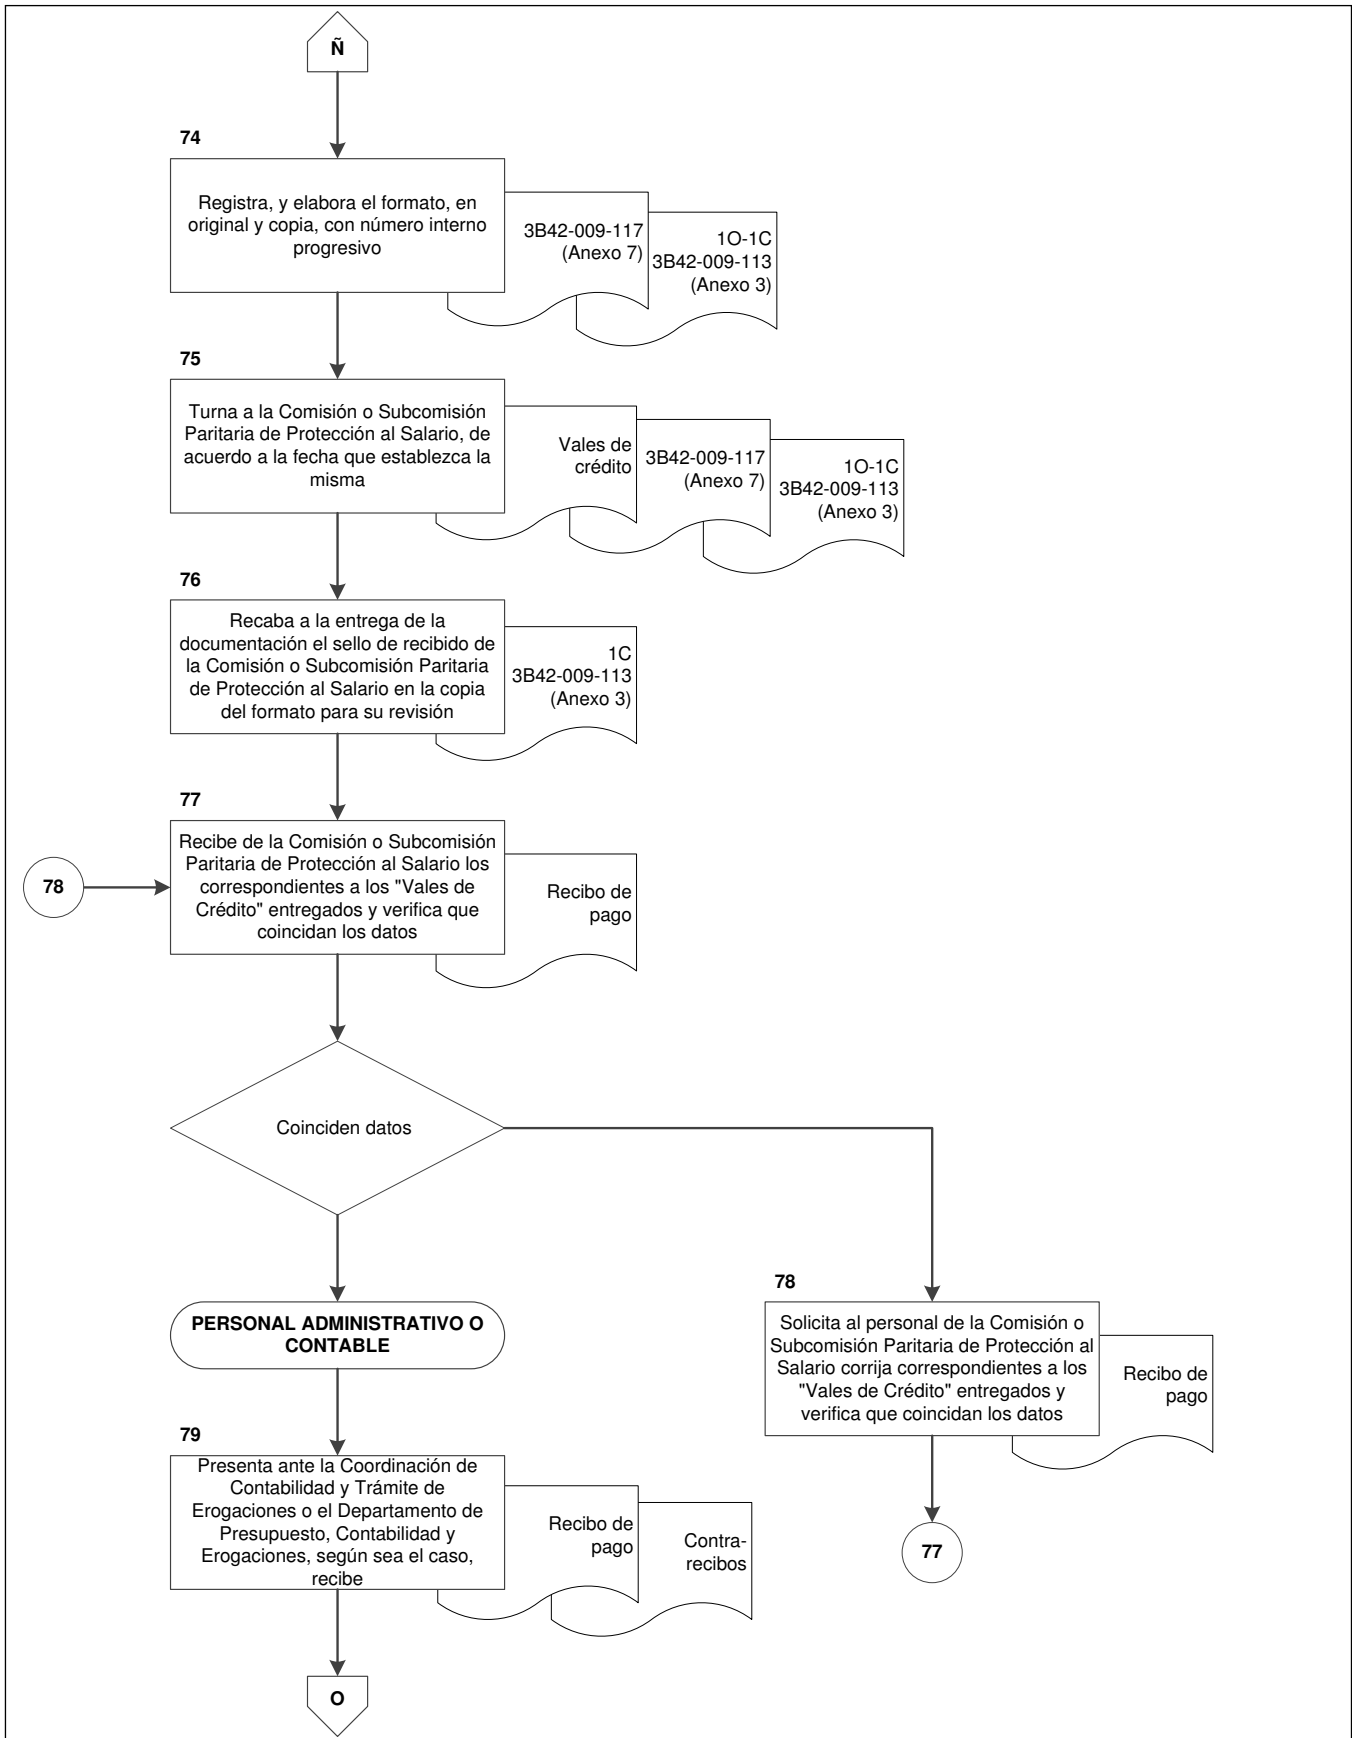 Ñ
74
Registra, y elabora el formato, en
original y copia, con número interno
progresivo
3B42-009-117
(Anexo 7)
1O-1C
3B42-009-113
(Anexo 3)
75
Turna a la Comisión o Subcomisión
Paritaria de Protección al Salario, de
acuerdo a la fecha que establezca la
misma
Vales de
crédito
3B42-009-117
(Anexo 7)
1O-1C
3B42-009-113
(Anexo 3)
76
Recaba a la entrega de la
documentación el sello de recibido de
la Comisión o Subcomisión Paritaria
de Protección al Salario en la copia
del formato para su revisión
1C
3B42-009-113
(Anexo 3)
77
Recibe de la Comisión o Subcomisión
Paritaria de Protección al Salario los
correspondientes a los "Vales de
Crédito" entregados y verifica que
coincidan los datos
Recibo de
pago
78
Coinciden datos
PERSONAL ADMINISTRATIVO O
CONTABLE
78
Solicita al personal de la Comisión o
Subcomisión Paritaria de Protección al
Salario corrija correspondientes a los
"Vales de Crédito" entregados y
verifica que coincidan los datos
Recibo de
pago
77
79
Presenta ante la Coordinación de
Contabilidad y Trámite de
Erogaciones o el Departamento de
Presupuesto, Contabilidad y
Erogaciones, según sea el caso,
recibe
Recibo de
pago
Contra-
recibos
O